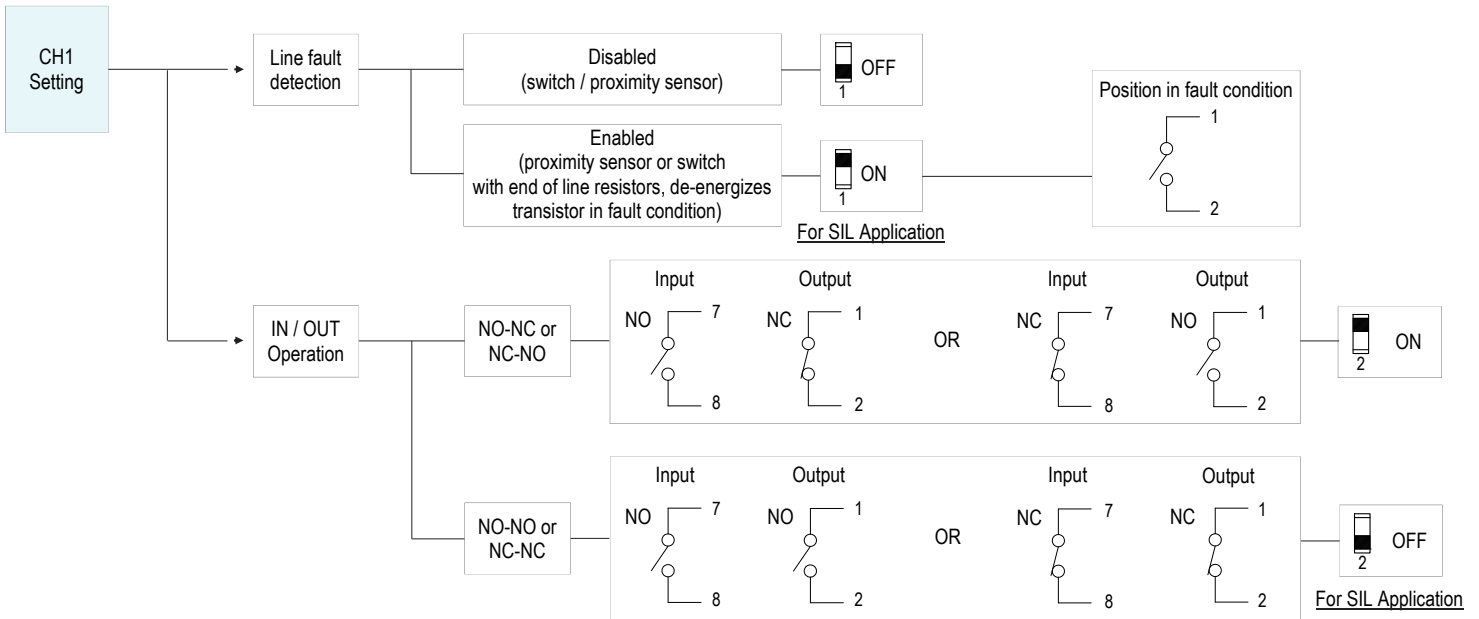 CH1
Setting
Line fault
detection
Disabled
(switch / proximity sensor)
OFF
1
Enabled
(proximity sensor or switch
with end of line resistors, de-energizes
transistor in fault condition)
ON
1
For SIL Application
Position in fault condition
1
2
IN / OUT
Operation
NO-NC or
NC-NO
Input Output Input Output
NO 7 NC 1 OR NC 7 NO 1
8 2 8 2
ON
2
NO-NO or
NC-NC
Input Output Input Output
NO 7 NO 1 OR NC 7 NC 1
8 2 8 2
OFF
2
For SIL Application